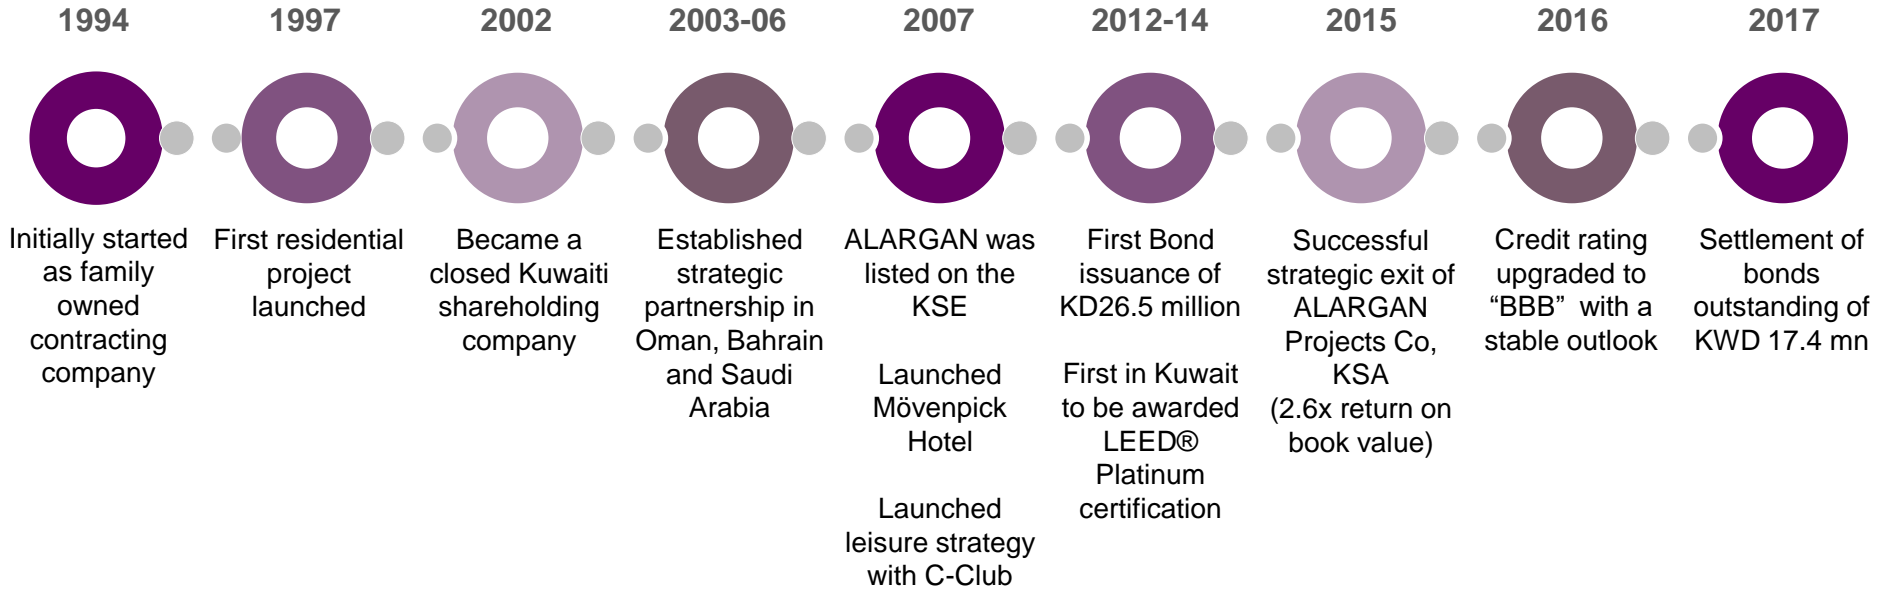 1994
Initially started
as family
owned
contracting
company
1997
First residential
project
launched
2002
Became a
closed Kuwaiti
shareholding
company
2003-06
Established
strategic
partnership in
Oman, Bahrain
and Saudi
Arabia
2007
ALARGAN was
listed on the
KSE
Launched
Mövenpick
Hotel
Launched
leisure strategy
with C-Club
2012-14
First Bond
issuance of
KD26.5 million
First in Kuwait
to be awarded
LEED®
Platinum
certification
2015
Successful
strategic exit of
ALARGAN
Projects Co,
KSA
(2.6x return on
book value)
2016
Credit rating
upgraded to
“BBB” with a
stable outlook
2017
Settlement of
bonds
outstanding of
KWD 17.4 mn